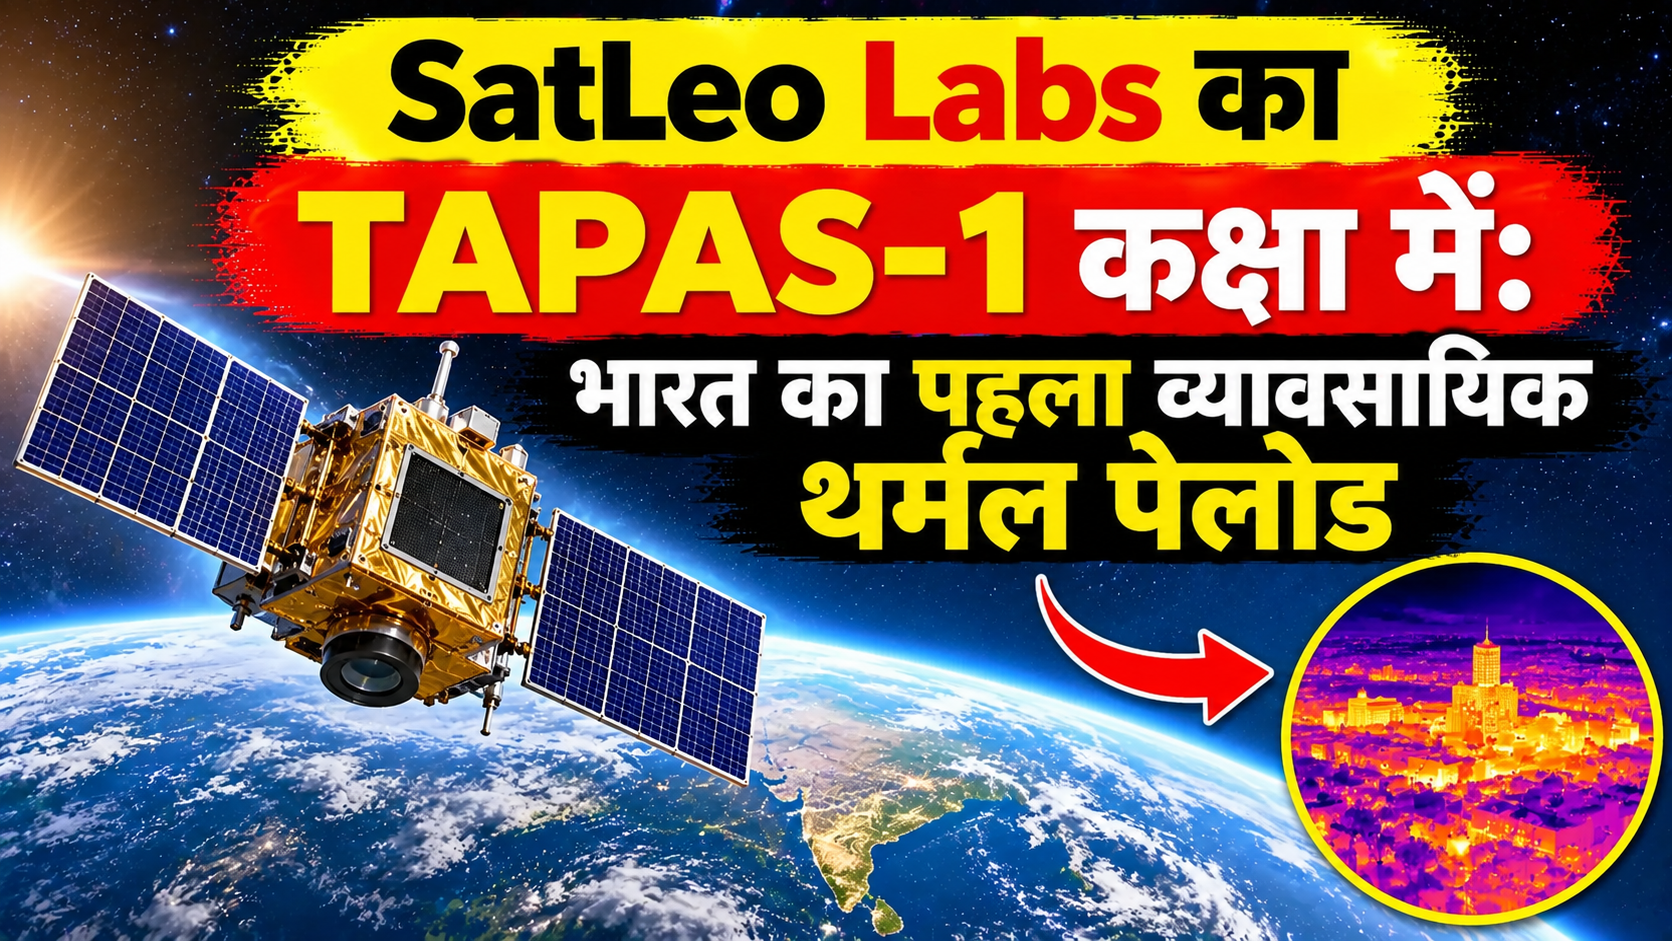 SatLeo Labs का
TAPAS-1 कक्षा में:
भारत का पहला व्यावसायिक
थर्मल पेलोड